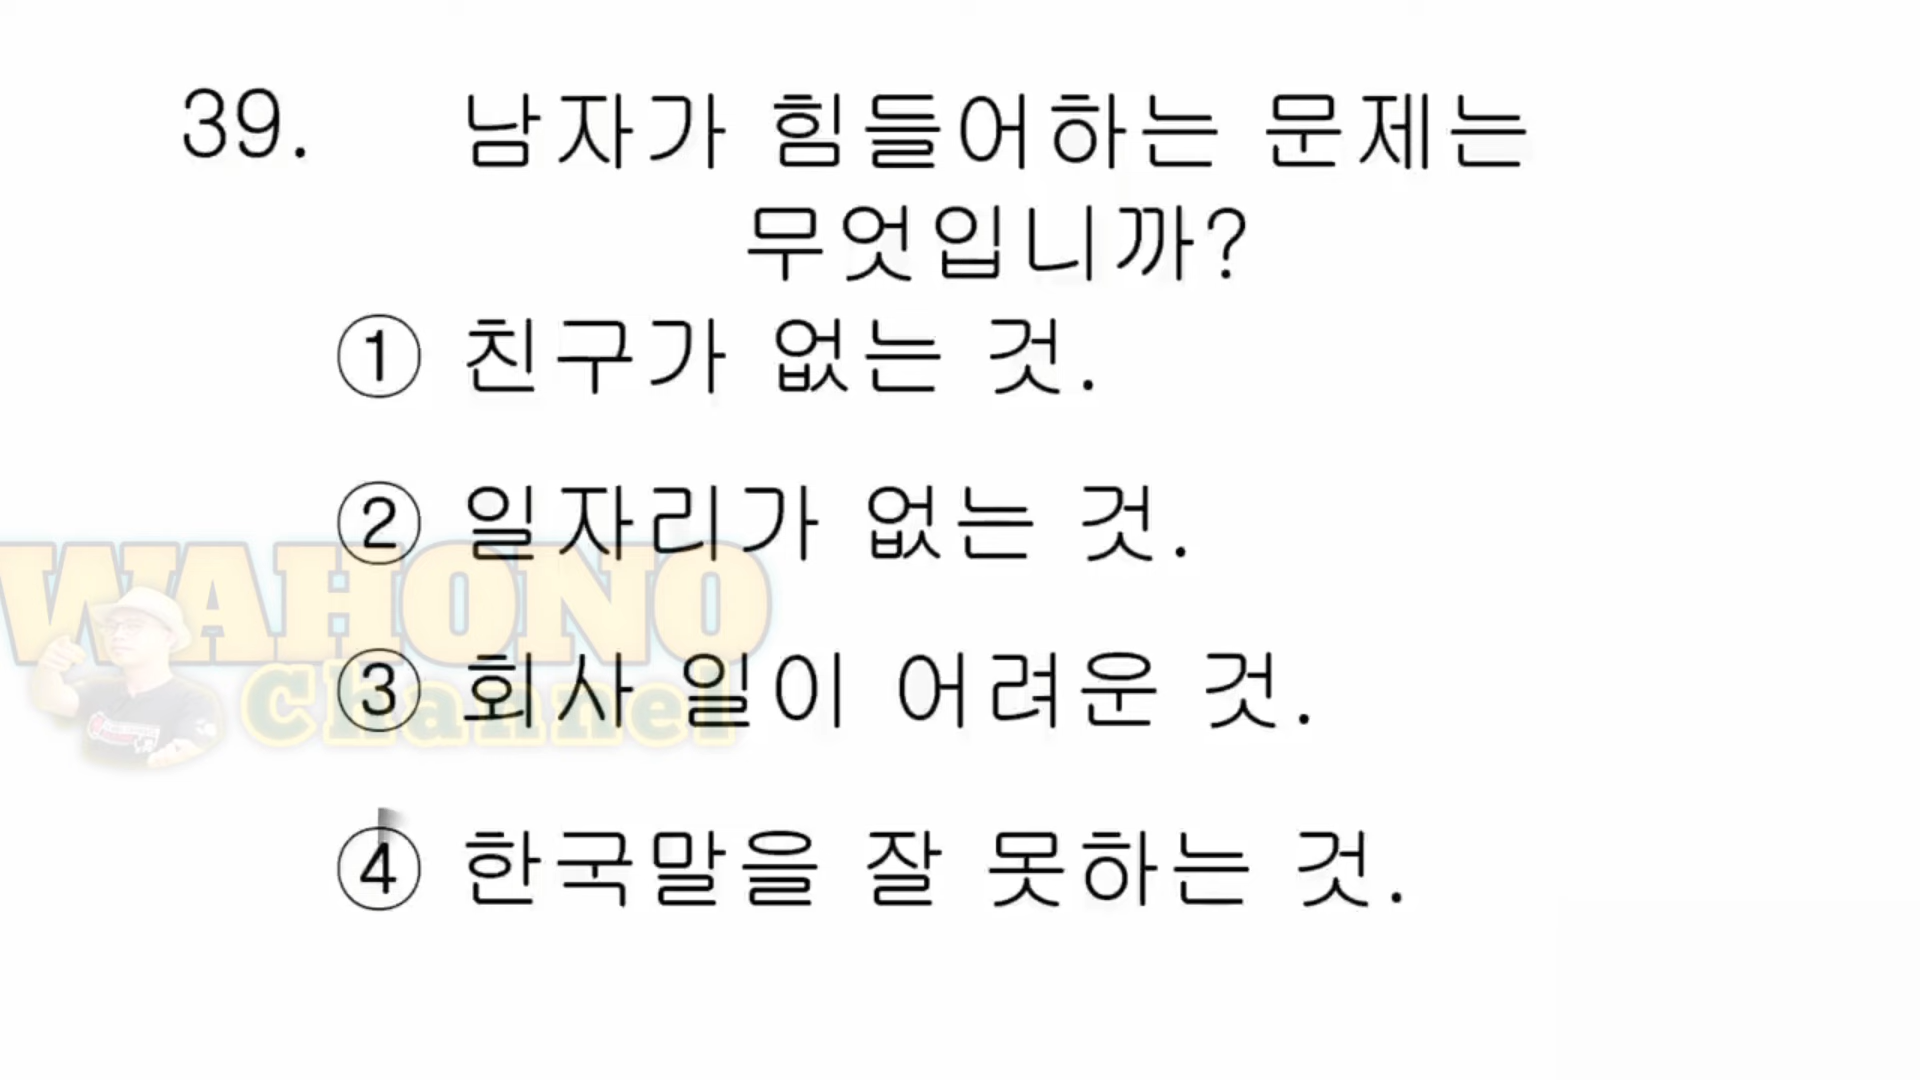 39. 남자가 힘들어하는 문제는
무엇입니까?
① 친구가 없는 것.
② 일자리가 없는 것.
WAHONO
③ 회사 일이 어려운 것.
Channel
④ 한국말을 잘 못하는 것.